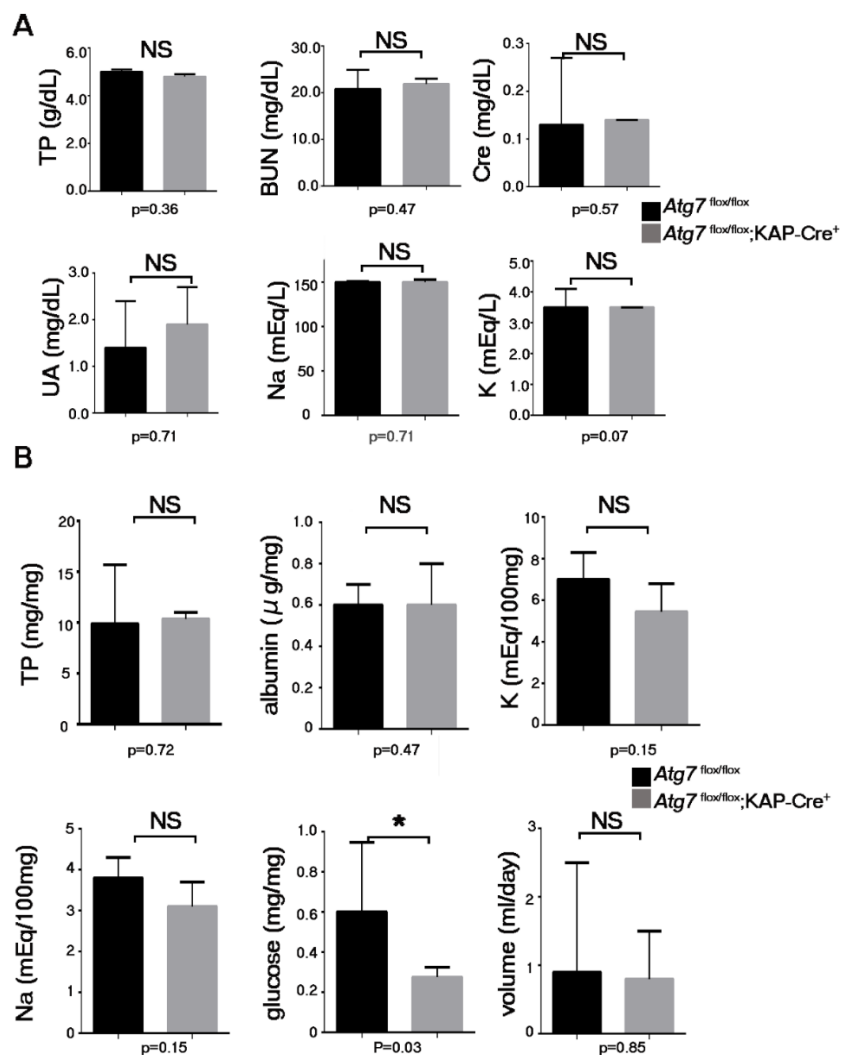 A
NS
TP (g/dL)
6.0
4.0
2.0
0.0
p=0.36
NS
BUN (mg/dL)
30.0
20.0
10.0
0.0
p=0.47
NS
Cre (mg/dL)
0.3
0.2
0.1
0.0
p=0.57
Atg7 flox/flox
Atg7 flox/flox;KAP-Cre+
NS
UA (mg/dL)
3.0
2.0
1.0
0.0
p=0.71
NS
Na (mEq/L)
150
100
50
0
p=0.71
NS
K (mEq/L)
5.0
4.0
3.0
2.0
1.0
0.0
p=0.07
B
NS
TP (mg/mg)
20
15
10
5
0
p=0.72
NS
albumin (μg/mg)
1.0
0.8
0.6
0.4
0.2
0
p=0.47
NS
K (mEq/100mg)
10
8
6
4
2
0
p=0.15
Atg7 flox/flox
Atg7 flox/flox;KAP-Cre+
NS
Na (mEq/100mg)
5
4
3
2
1
0
p=0.15
*
glucose (mg/mg)
1.0
0.8
0.6
0.4
0.2
0
P=0.03
NS
volume (ml/day)
3
2
1
0
p=0.85